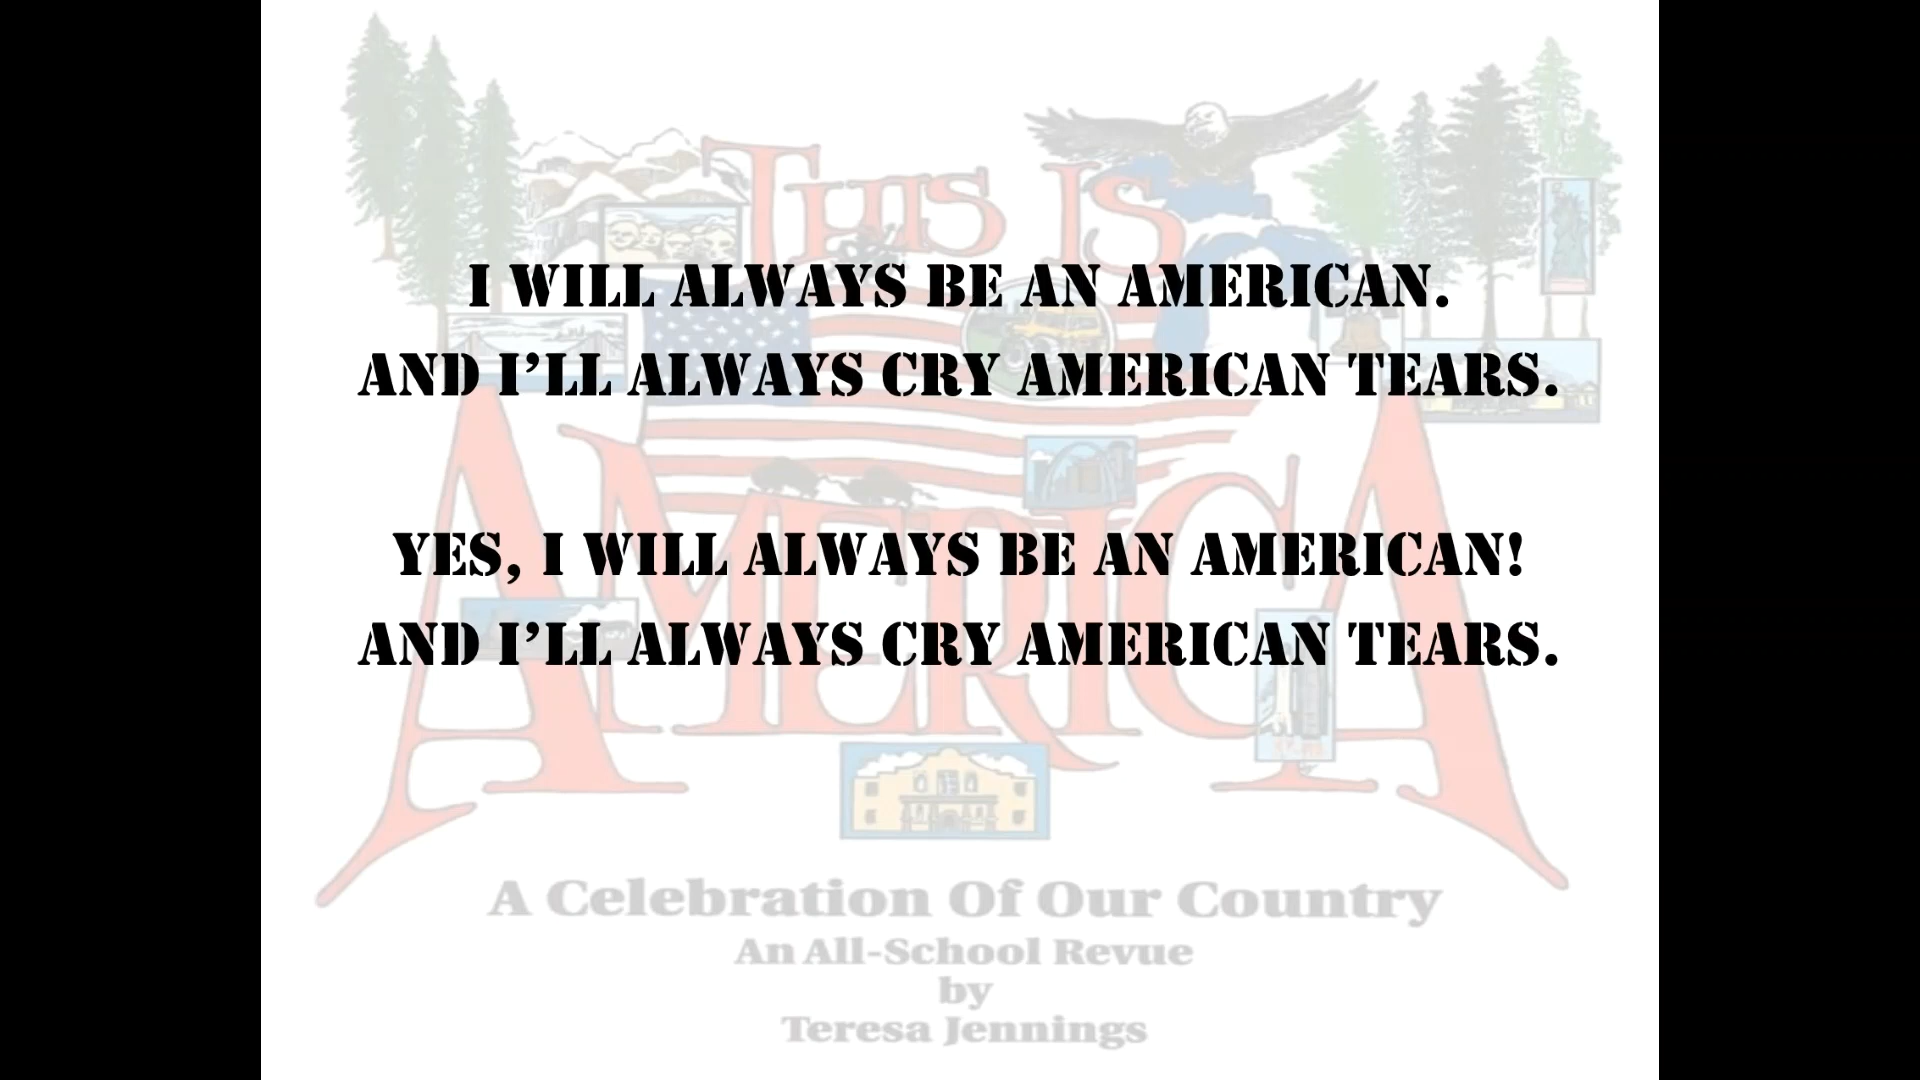 THIS IS
AMERICA
I WILL ALWAYS BE AN AMERICAN.
AND I’LL ALWAYS CRY AMERICAN TEARS.
YES, I WILL ALWAYS BE AN AMERICAN!
AND I’LL ALWAYS CRY AMERICAN TEARS.
A Celebration Of Our Country
An All-School Revue
by
Teresa Jennings